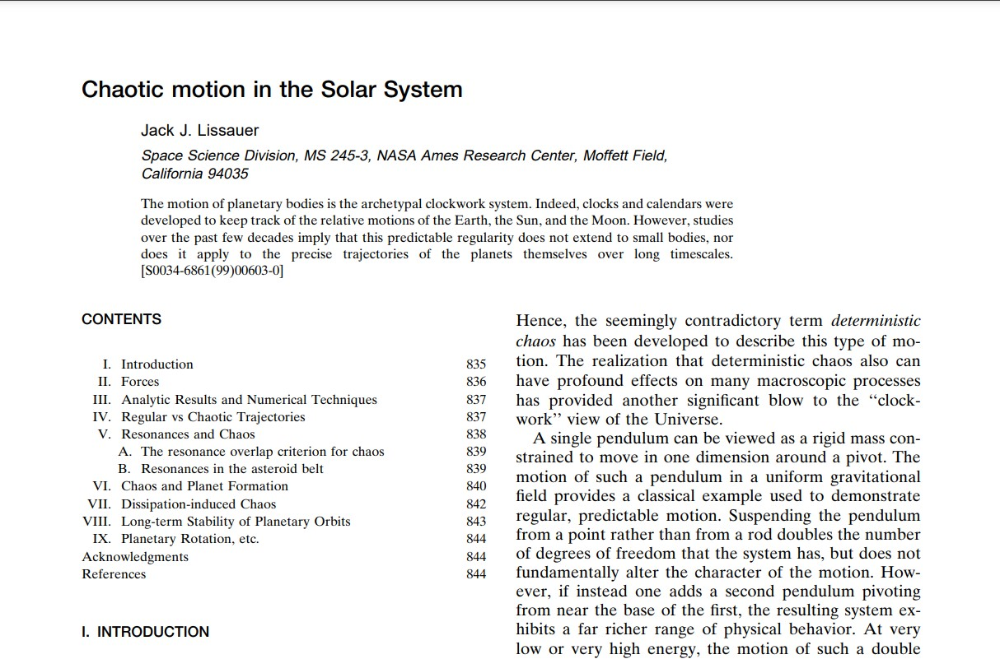 Chaotic motion in the Solar System
Jack J. Lissauer
Space Science Division, MS 245-3, NASA Ames Research Center, Moffett Field,
California 94035
The motion of planetary bodies is the archetypal clockwork system. Indeed, clocks and calendars were
developed to keep track of the relative motions of the Earth, the Sun, and the Moon. However, studies
over the past few decades imply that this predictable regularity does not extend to small bodies, nor
does it apply to the precise trajectories of the planets themselves over long timescales.
[S0034-6861(99)00603-0]
CONTENTS
I. Introduction 835
II. Forces 836
III. Analytic Results and Numerical Techniques 837
IV. Regular vs Chaotic Trajectories 837
V. Resonances and Chaos 838
A. The resonance overlap criterion for chaos 839
B. Resonances in the asteroid belt 839
VI. Chaos and Planet Formation 840
VII. Dissipation-induced Chaos 842
VIII. Long-term Stability of Planetary Orbits 843
IX. Planetary Rotation, etc. 844
Acknowledgments 844
References 844
I. INTRODUCTION
Hence, the seemingly contradictory term deterministic
chaos has been developed to describe this type of mo-
tion. The realization that deterministic chaos also can
have profound effects on many macroscopic processes
has provided another significant blow to the ‘‘clock-
work’’ view of the Universe.
A single pendulum can be viewed as a rigid mass con-
strained to move in one dimension around a pivot. The
motion of such a pendulum in a uniform gravitational
field provides a classical example used to demonstrate
regular, predictable motion. Suspending the pendulum
from a point rather than from a rod doubles the number
of degrees of freedom that the system has, but does not
fundamentally alter the character of the motion. How-
ever, if instead one adds a second pendulum pivoting
from near the base of the first, the resulting system ex-
hibits a far richer range of physical behavior. At very
low or very high energy, the motion of such a double